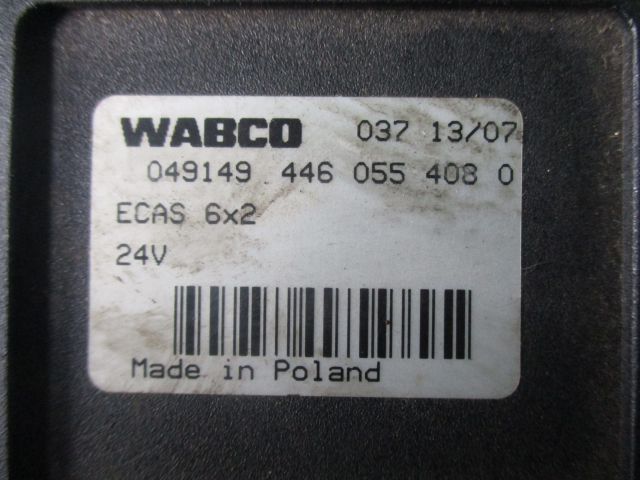 WABCO 037 13/07
049149 446 055 408 0
ECAS 6x2
24V
Made in Poland